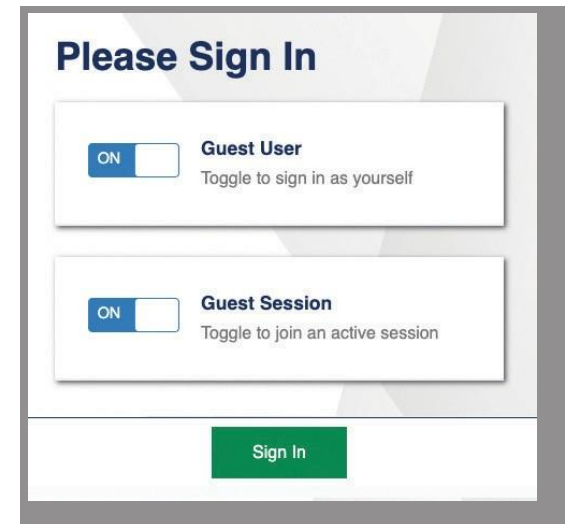 Please Sign In
ON
Guest User
Toggle to sign in as yourself
ON
Guest Session
Toggle to join an active session
Sign In